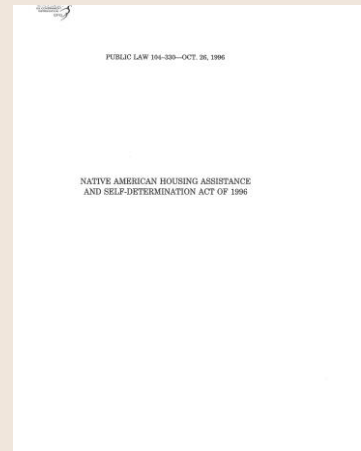 PUBLIC LAW 104–330—OCT. 26, 1996
NATIVE AMERICAN HOUSING ASSISTANCE
AND SELF-DETERMINATION ACT OF 1996